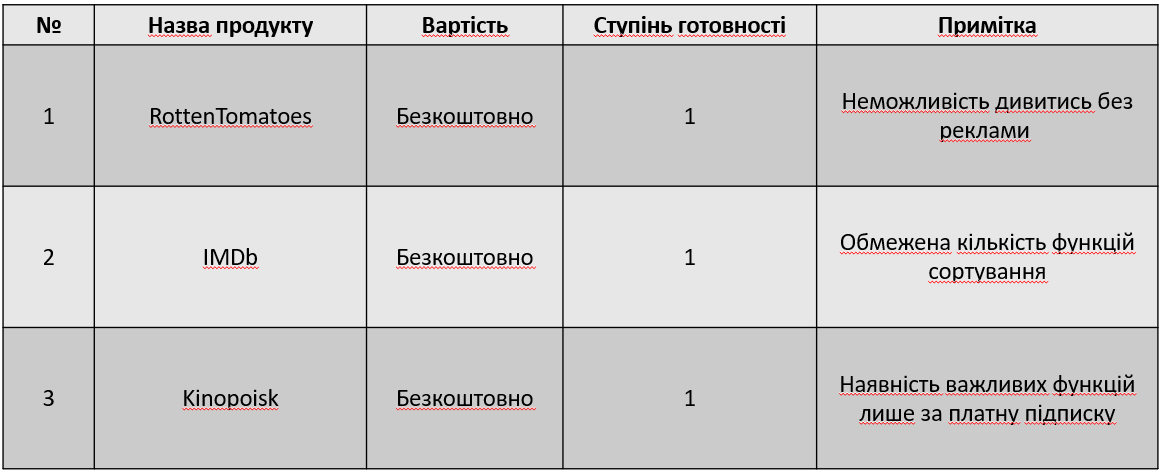 № Назва продукту Вартість Ступінь готовності Примітка
1 RottenTomatoes Безкоштовно 1 Неможливість дивитись без
реклами
2 IMDb Безкоштовно 1 Обмежена кількість функцій
сортування
3 Kinopoisk Безкоштовно 1 Наявність важливих функцій
лише за платну підписку